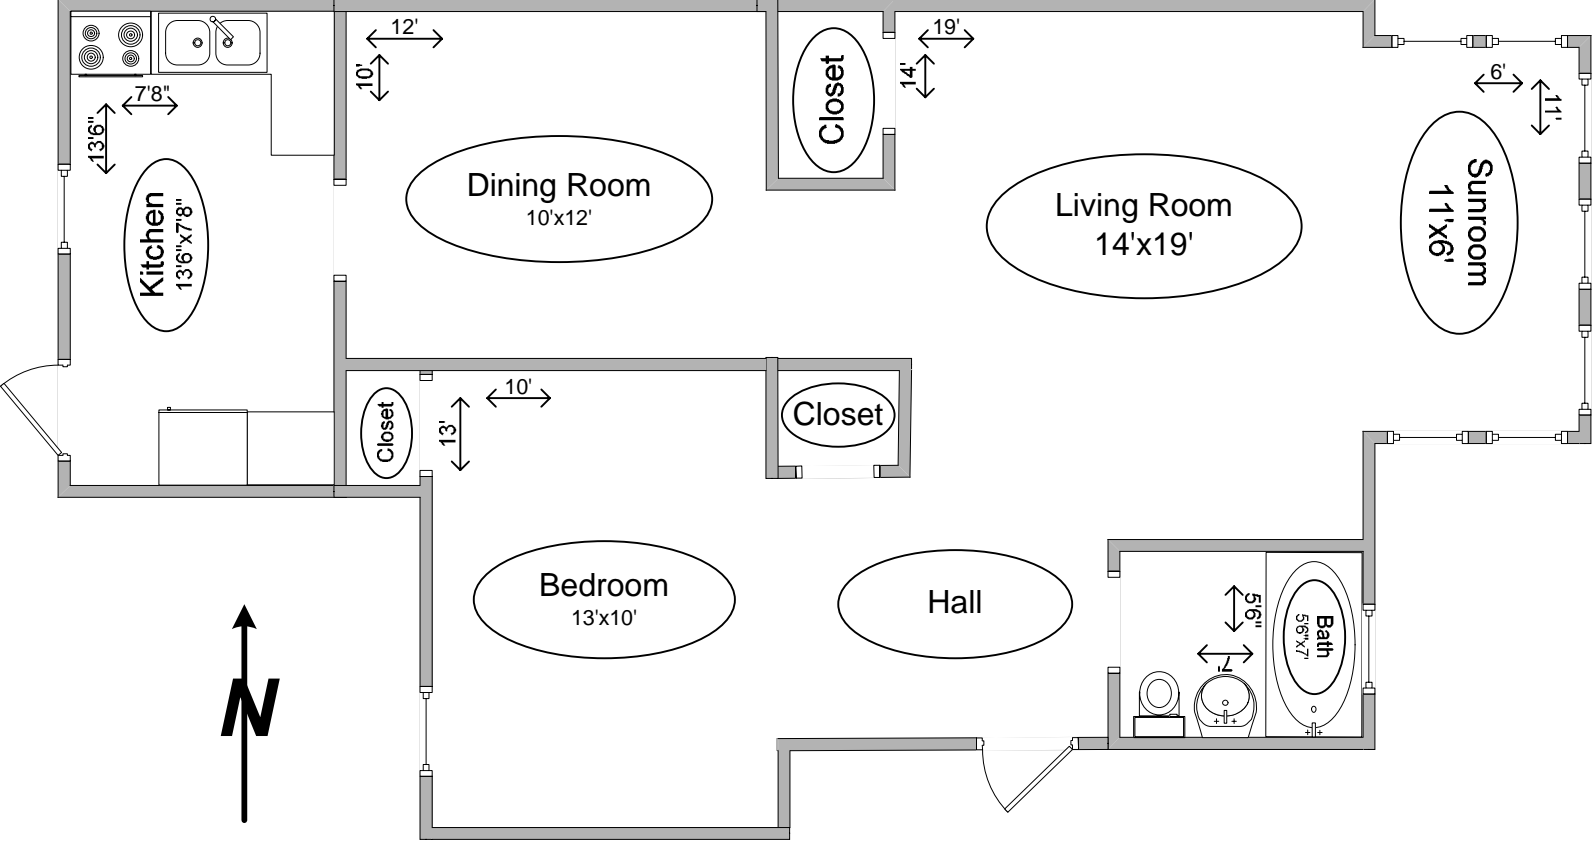 12'
10'
Closet
19'
14'
6'
11'
7'8"
13'6"
Kitchen
13'6"x7'8"
Dining Room
10'x12'
Living Room
14'x19'
Sunroom
11'x6'
Closet
13'
10'
Closet
Bedroom
13'x10'
Hall
5'6"
7'
Bath
5'6"x7'
N